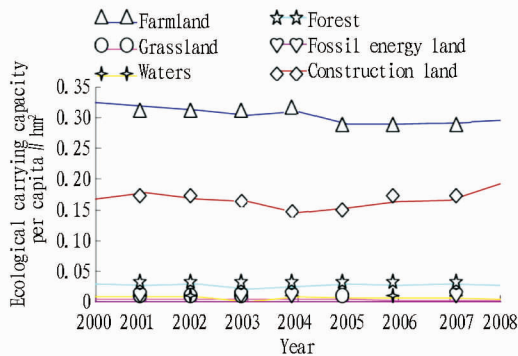 Farmland
Forest
Grassland
Fossil energy land
Waters
Construction land
Ecological carrying capacity
per capita // hm²
0.35
0.30
0.20
0.15
0.10
0.05
0
2000 2001 2002 2003 2004 2005 2006 2007 2008
Year